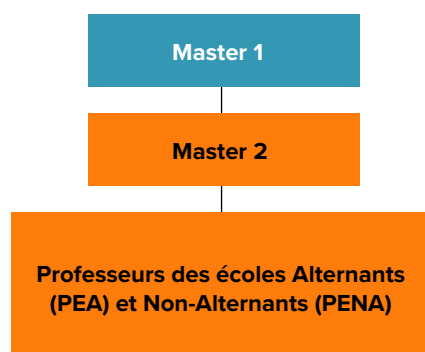 Master 1
Master 2
Professeurs des écoles Alternants
(PEA) et Non-Alternants (PENA)